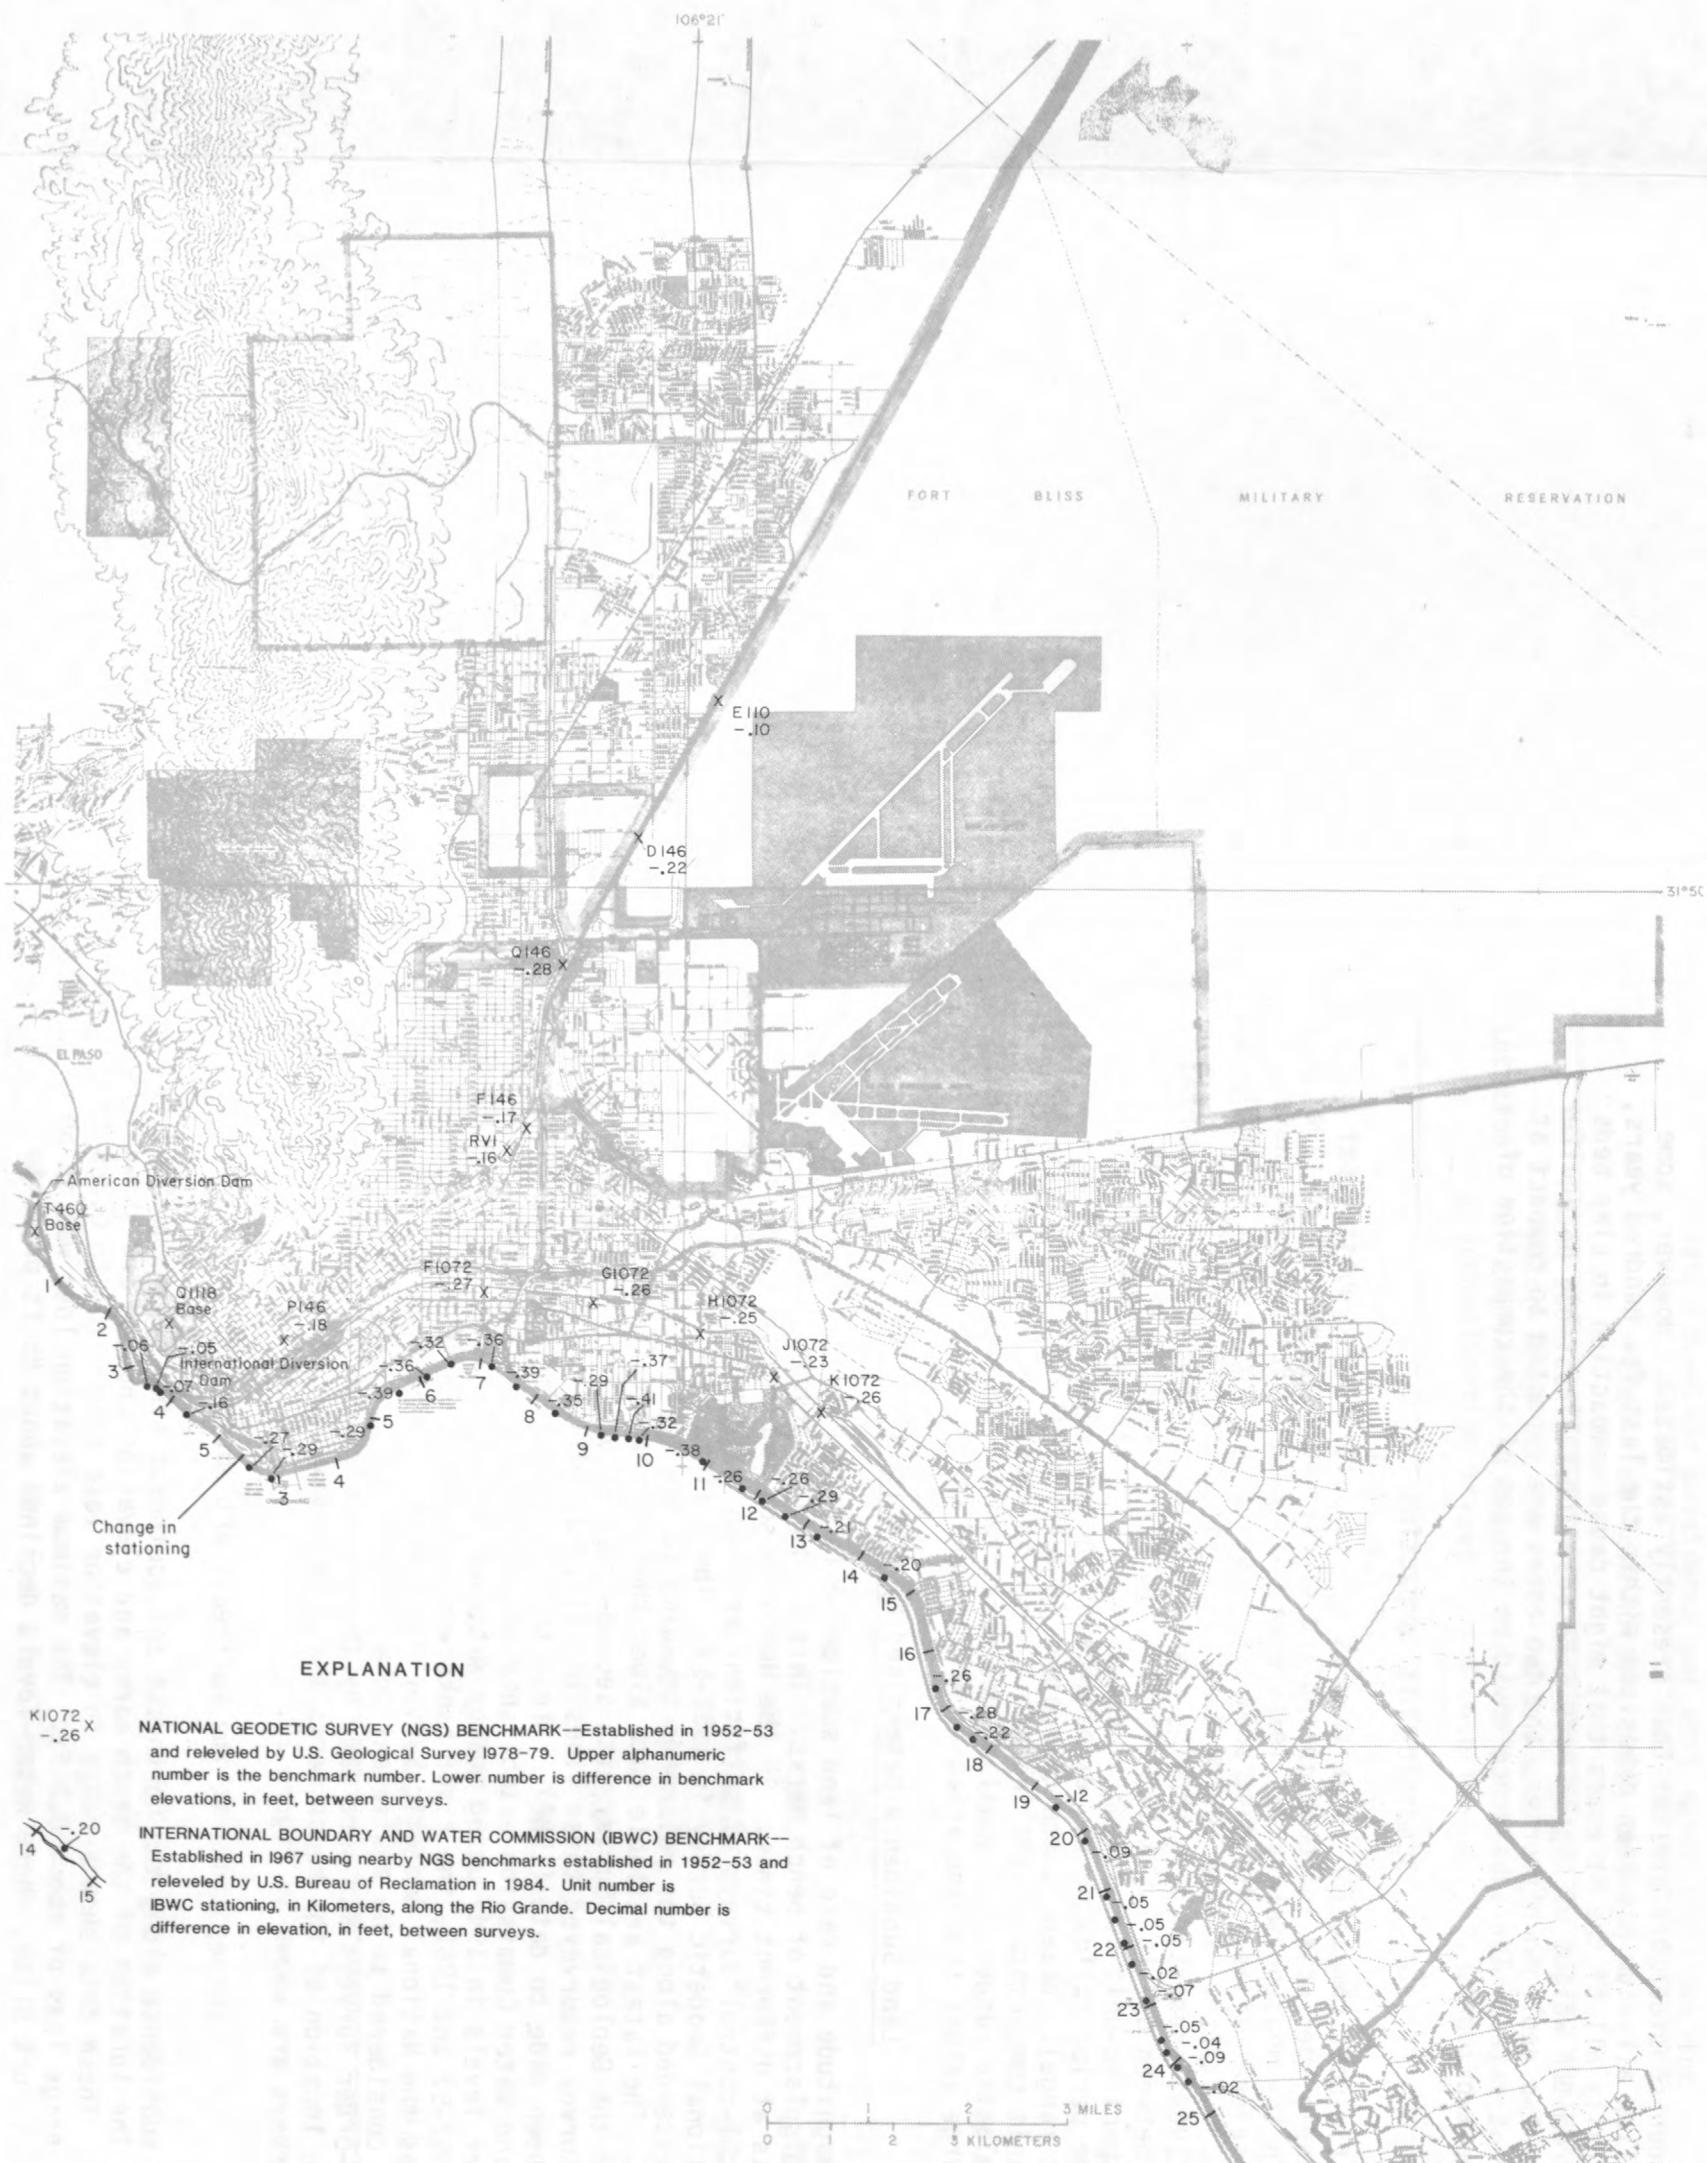 106°21'
FORT BLISS MILITARY RESERVATION
E110
-.10
D146
-.22
31°50
Q146
-.28
EL PASO
F146
-.17
RV1
-.16
American Diversion Dam
T460
Base
1
F1072
-.27
G1072
-.26
Q1118
Base
P146
-.18
H1072
-.25
2
J1072
-.23
-.06
-.05
International Diversion
Dam
3
-.07
4
-.16
-.32
-.36
-.36
7
6
-.39
-.39
-.37
-.29
K1072
-.26
8
-.35
-.41
-.32
5
-.29
9
10
5
-.27
-.29
4
3
-.38
11
-.26
-.26
12
-.29
13
-.21
Change in
stationing
14
-.20
15
16
-.26
17
-.28
-.22
18
19
-.12
20
-.09
21
-.05
-.05
22
-.05
-.02
-.07
23
-.05
-.04
24
-.09
-.02
25
EXPLANATION
K1072
-.26
NATIONAL GEODETIC SURVEY (NGS) BENCHMARK--Established in 1952-53
and releveled by U.S. Geological Survey 1978-79. Upper alphanumeric
number is the benchmark number. Lower number is difference in benchmark
elevations, in feet, between surveys.
-.20
14
15
INTERNATIONAL BOUNDARY AND WATER COMMISSION (IBWC) BENCHMARK--
Established in 1967 using nearby NGS benchmarks established in 1952-53 and
releveled by U.S. Bureau of Reclamation in 1984. Unit number is
IBWC stationing, in Kilometers, along the Rio Grande. Decimal number is
difference in elevation, in feet, between surveys.
0 1 2 3 MILES
0 1 2 3 KILOMETERS